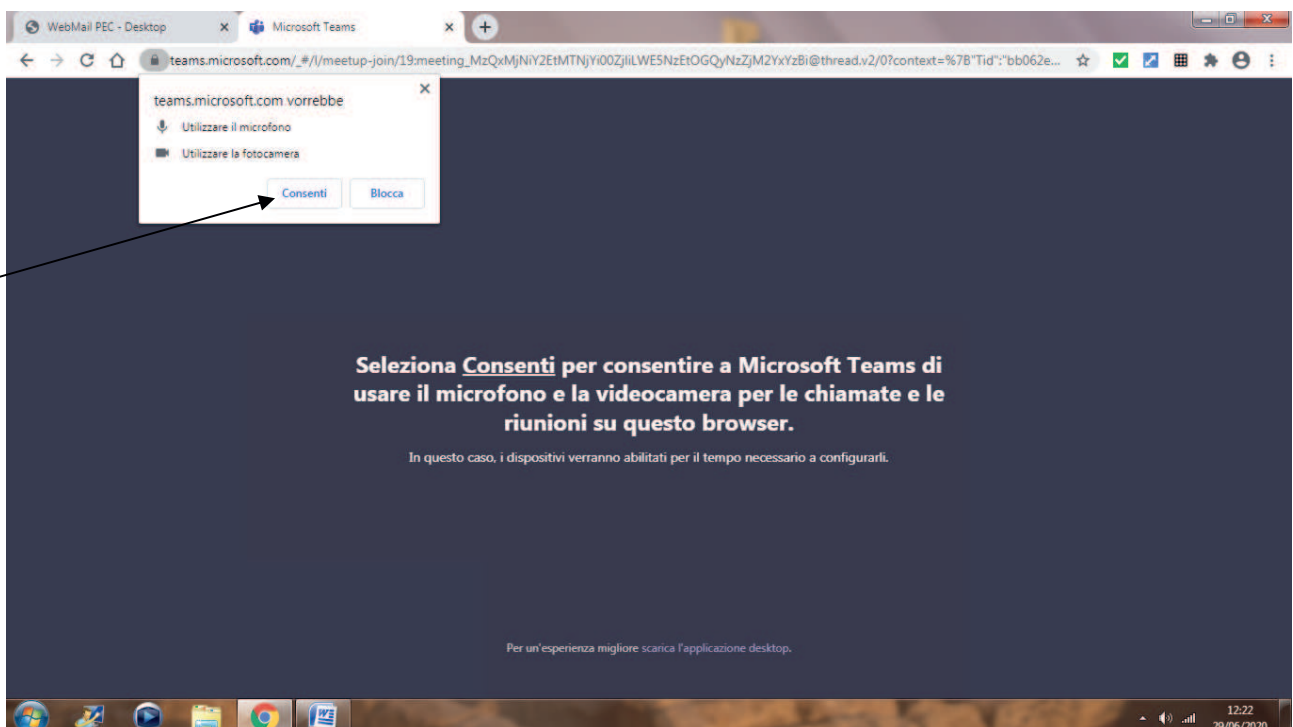 WebMail PEC - Desktop
Microsoft Teams
teams.microsoft.com/_#/l/meetup-join/19:meeting_MzQxMjNiY2EtMTNjYi00ZjliLWE5NzEtOGQyNzZjM2YxYzBi@thread.v2/0?context=%7B"Tid":"bb062e...
teams.microsoft.com vorrebbe
Utilizzare il microfono
Utilizzare la fotocamera
Consenti Blocca
Seleziona Consenti per consentire a Microsoft Teams di
usare il microfono e la videocamera per le chiamate e le
riunioni su questo browser.
In questo caso, i dispositivi verranno abilitati per il tempo necessario a configurarli.
Per un'esperienza migliore scarica l'applicazione desktop.
12:22
29/06/2020